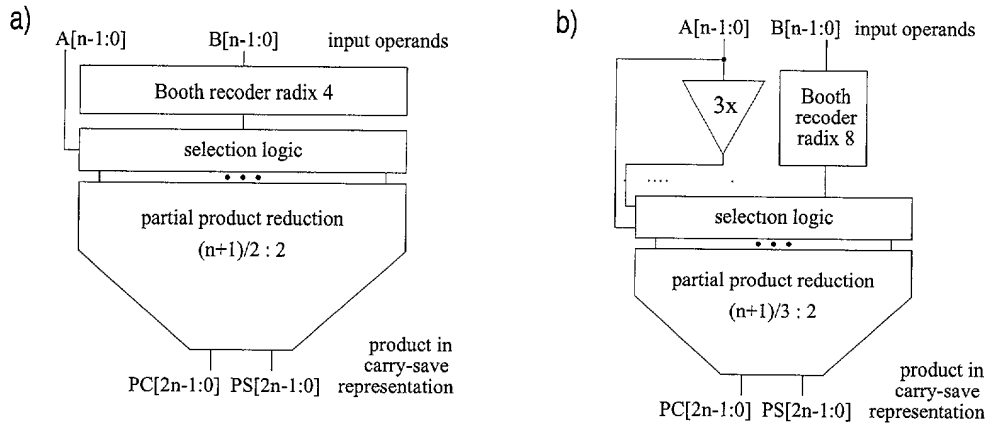 a)
A[n-1:0]
B[n-1:0]
input operands
Booth recoder radix 4
selection logic
partial product reduction
(n+1)/2 : 2
product in
carry-save
representation
PC[2n-1:0]
PS[2n-1:0]
b)
A[n-1:0]
B[n-1:0]
input operands
3x
Booth
recoder
radix 8
selection logic
partial product reduction
(n+1)/3 : 2
product in
carry-save
representation
PC[2n-1:0]
PS[2n-1:0]